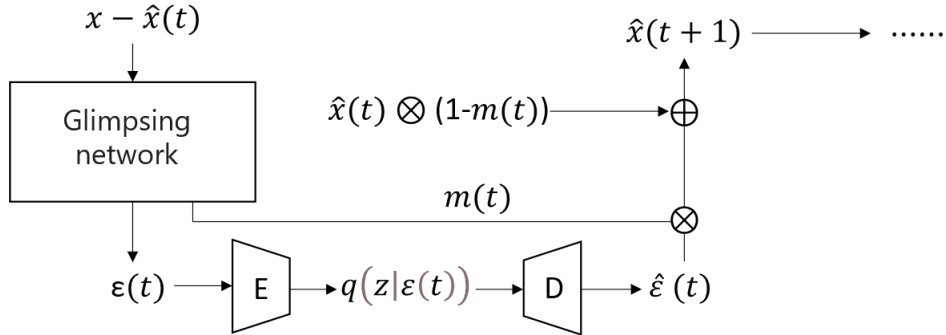 x − x̂(t)
x̂(t + 1)
......
Glimpsing
network
x̂(t) ⊗ (1-m(t))
⊕
m(t)
⊗
ε(t)
E
q(z|ε(t))
D
ε̂ (t)